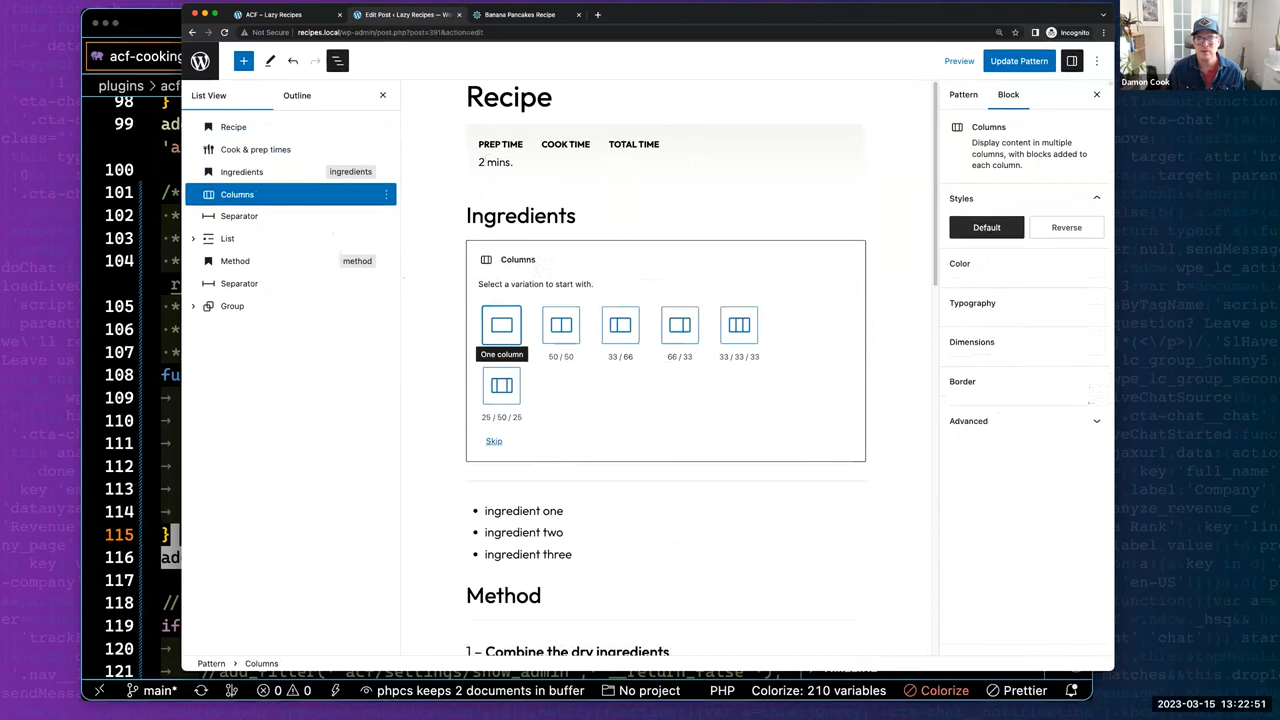 ACF – Lazy Recipes
Edit Post ‹ Lazy Recipes — Wo
Banana Pancakes Recipe
Not Secure
recipes.local/wp-admin/post.php?post=391&action=edit
Incognito
acf-cooking
plugins > acf
Preview
Update Pattern
Damon Cook
List View
Outline
Recipe
Cook & prep times
Ingredients
ingredients
Columns
Separator
List
Method
method
Separator
Group
Recipe
PREP TIME
COOK TIME
TOTAL TIME
2 mins.
Ingredients
Columns
Select a variation to start with.
One column
50 / 50
33 / 66
66 / 33
33 / 33 / 33
25 / 50 / 25
Skip
ingredient one
ingredient two
ingredient three
Method
1 – Combine the dry ingredients
Pattern
Block
Columns
Display content in multiple
columns, with blocks added to
each column.
Styles
Default
Reverse
Color
Typography
Dimensions
Border
Advanced
Pattern > Columns
98 }
99 ad
'a
100
101 /*
102
103
104
105
106
107
108 fu
109
110
111
112
113
114
115 }
116 ad
117
118 //
119 if
120
121
main*
0
0
phpcs keeps 2 documents in buffer
No project
PHP
Colorize: 210 variables
Colorize
Prettier
2023-03-15 13:22:51